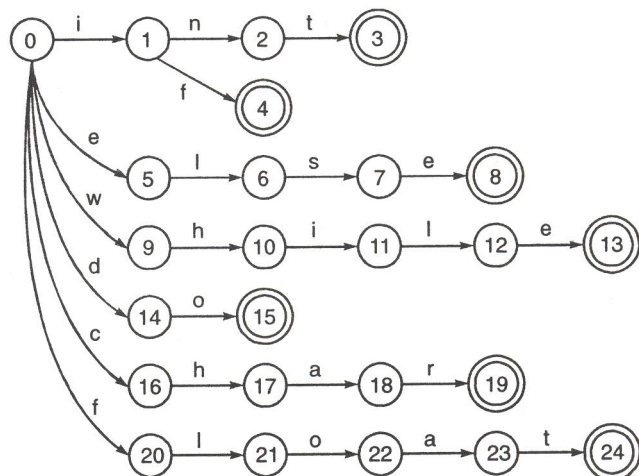 i n t
0 1 2 3
f
4
e l s e
5 6 7 8
w h i l e
9 10 11 12 13
d o
14 15
c h a r
16 17 18 19
f l o a t
20 21 22 23 24